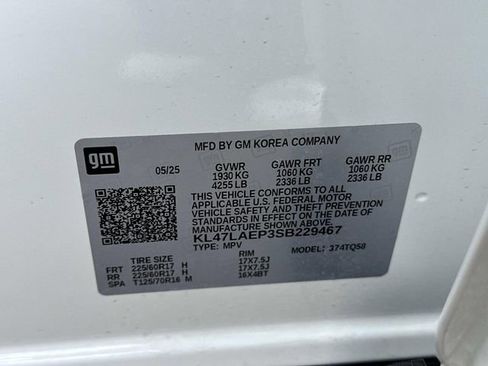 MFD BY GM KOREA COMPANY
gm
05/25 GVWR GAWR FRT GAWR RR
1930 KG 1060 KG 1060 KG
4255 LB 2336 LB 2336 LB
THIS VEHICLE CONFORMS TO ALL
APPLICABLE U.S. FEDERAL MOTOR
VEHICLE SAFETY AND THEFT PREVENTION
STANDARDS IN EFFECT ON THE DATE OF
MANUFACTURE SHOWN ABOVE.
KL47LAEP3SB229467
TYPE: MPV MODEL: 374TQ58
TIRE SIZE RIM
FRT 225/60R17 H 17X7.5J
RR 225/60R17 H 17X7.5J
SPA T125/70R16 M 16X4BT